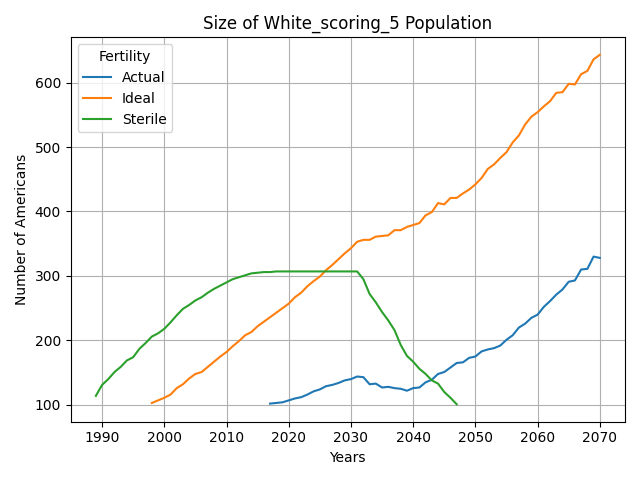 Size of White_scoring_5 Population
Fertility
Actual
Ideal
Sterile
Number of Americans
600
500
400
300
200
100
1990 2000 2010 2020 2030 2040 2050 2060 2070
Years